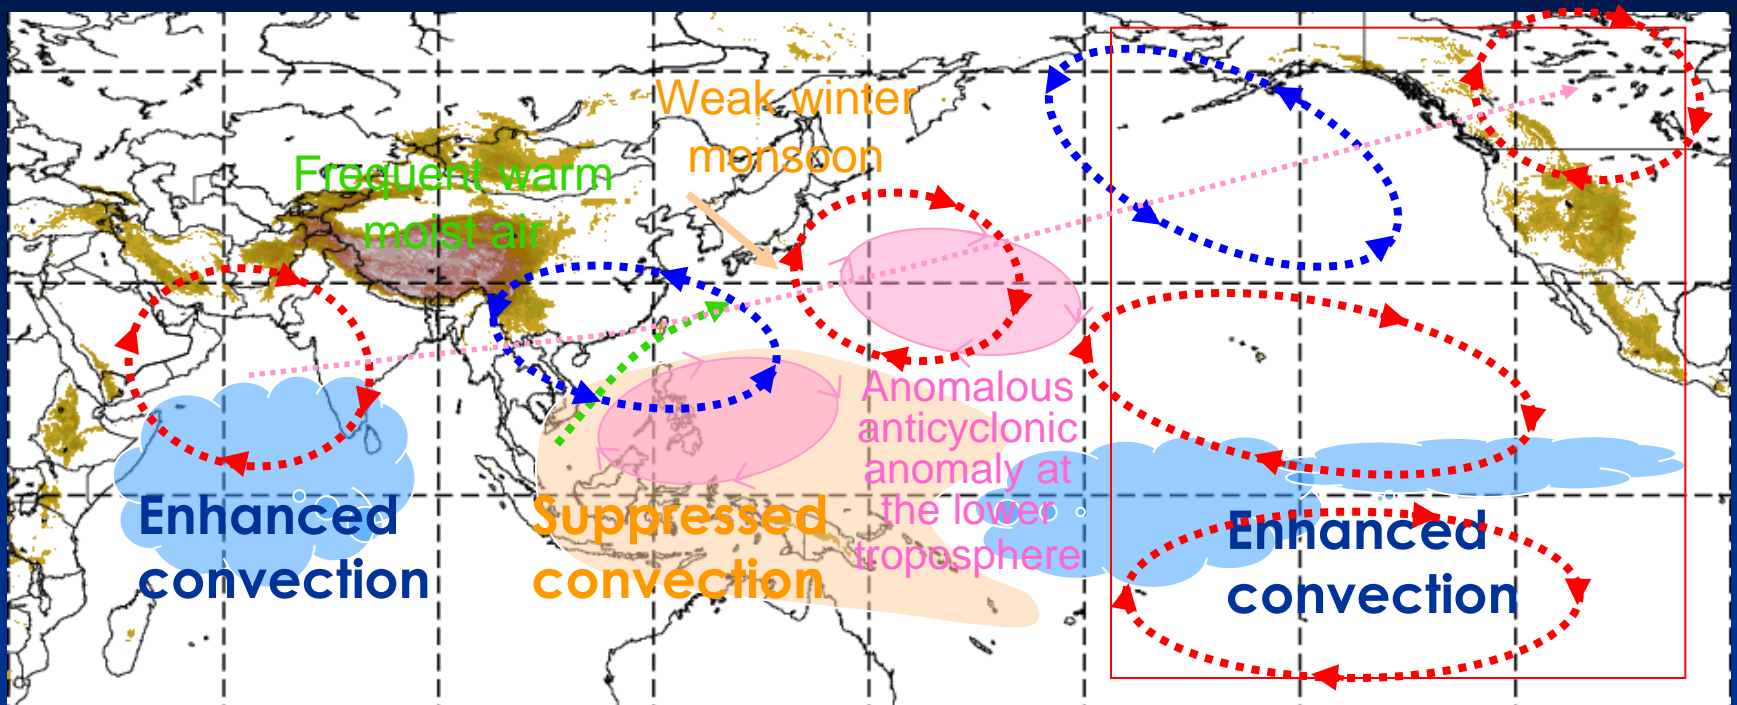 Weak winter
monsoon
Frequent warm
moist air
Anomalous
anticyclonic
anomaly at
the lower
troposphere
Enhanced
convection
Suppressed
convection
Enhanced
convection